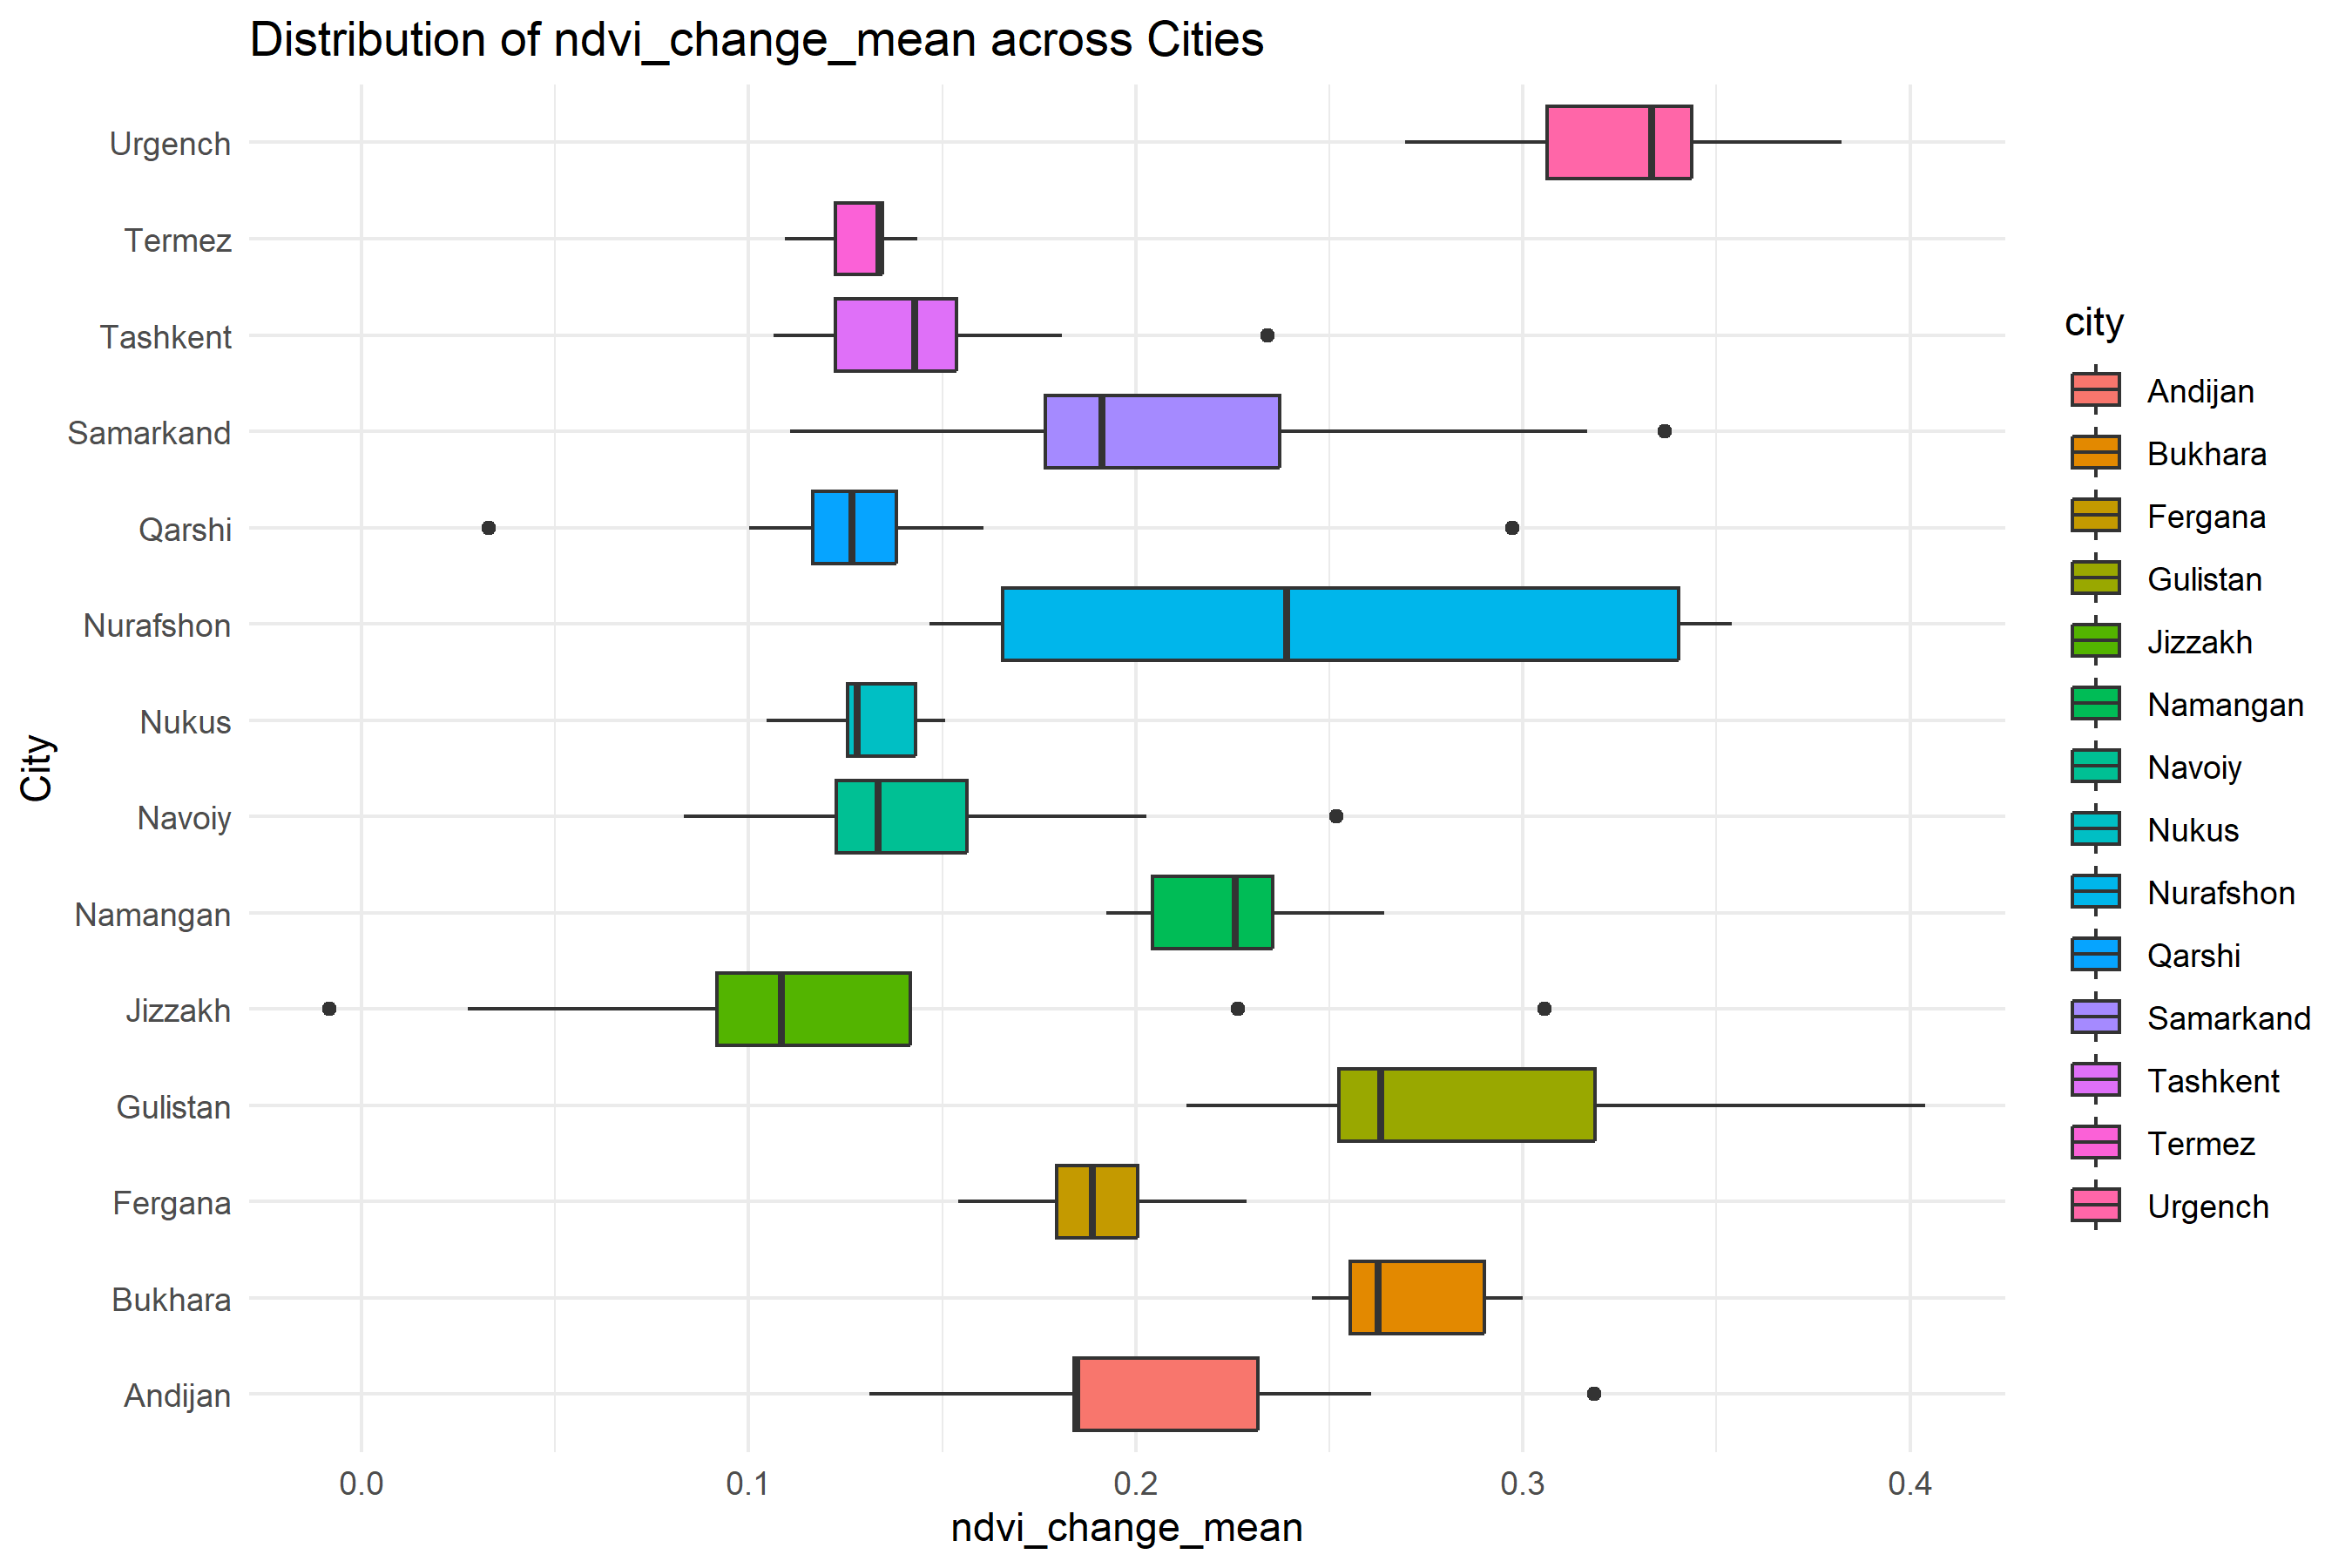 Distribution of ndvi_change_mean across Cities
City
Urgench
Termez
Tashkent
Samarkand
Qarshi
Nurafshon
Nukus
Navoiy
Namangan
Jizzakh
Gulistan
Fergana
Bukhara
Andijan
0.0 0.1 0.2 0.3 0.4
ndvi_change_mean
city
Andijan
Bukhara
Fergana
Gulistan
Jizzakh
Namangan
Navoiy
Nukus
Nurafshon
Qarshi
Samarkand
Tashkent
Termez
Urgench